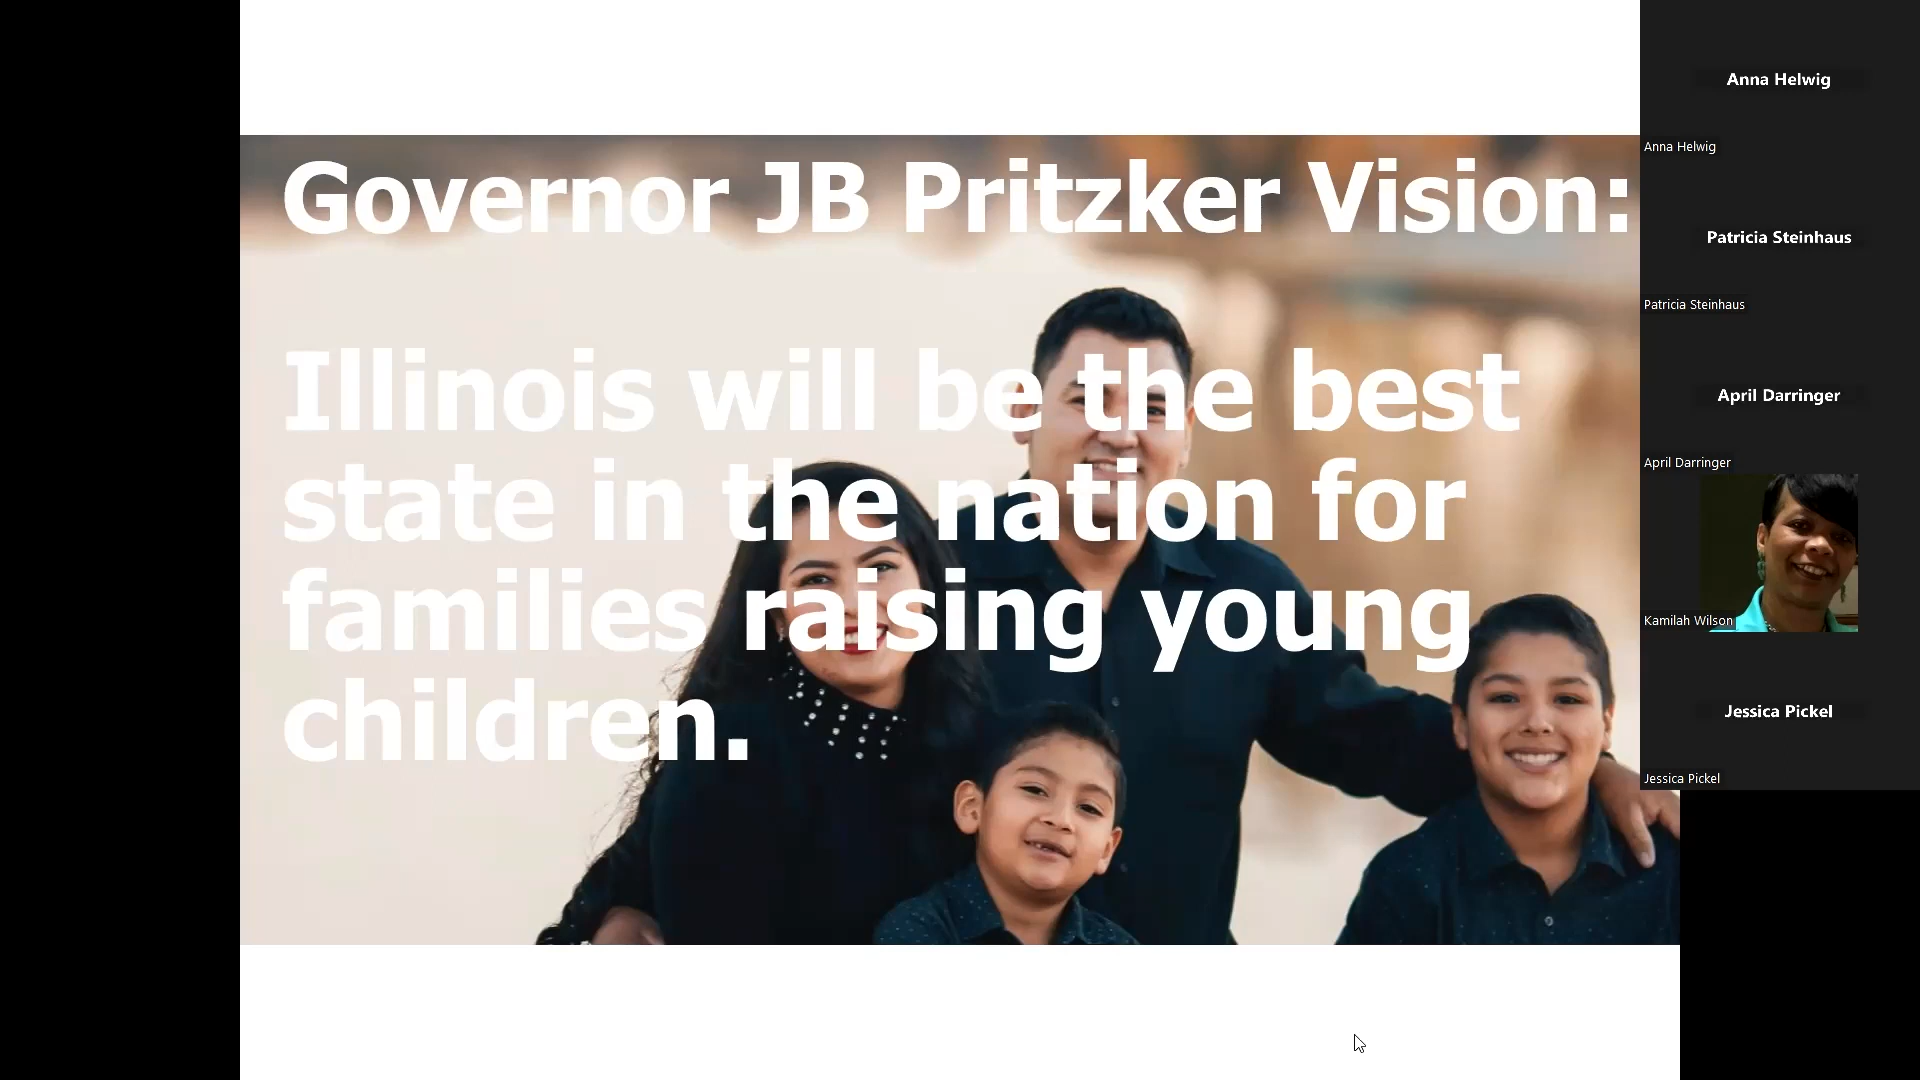 Governor JB Pritzker Vision:
Illinois will be the best
state in the nation for
families raising young
children.
Anna Helwig
Anna Helwig
Patricia Steinhaus
Patricia Steinhaus
April Darringer
April Darringer
Kamilah Wilson
Jessica Pickel
Jessica Pickel